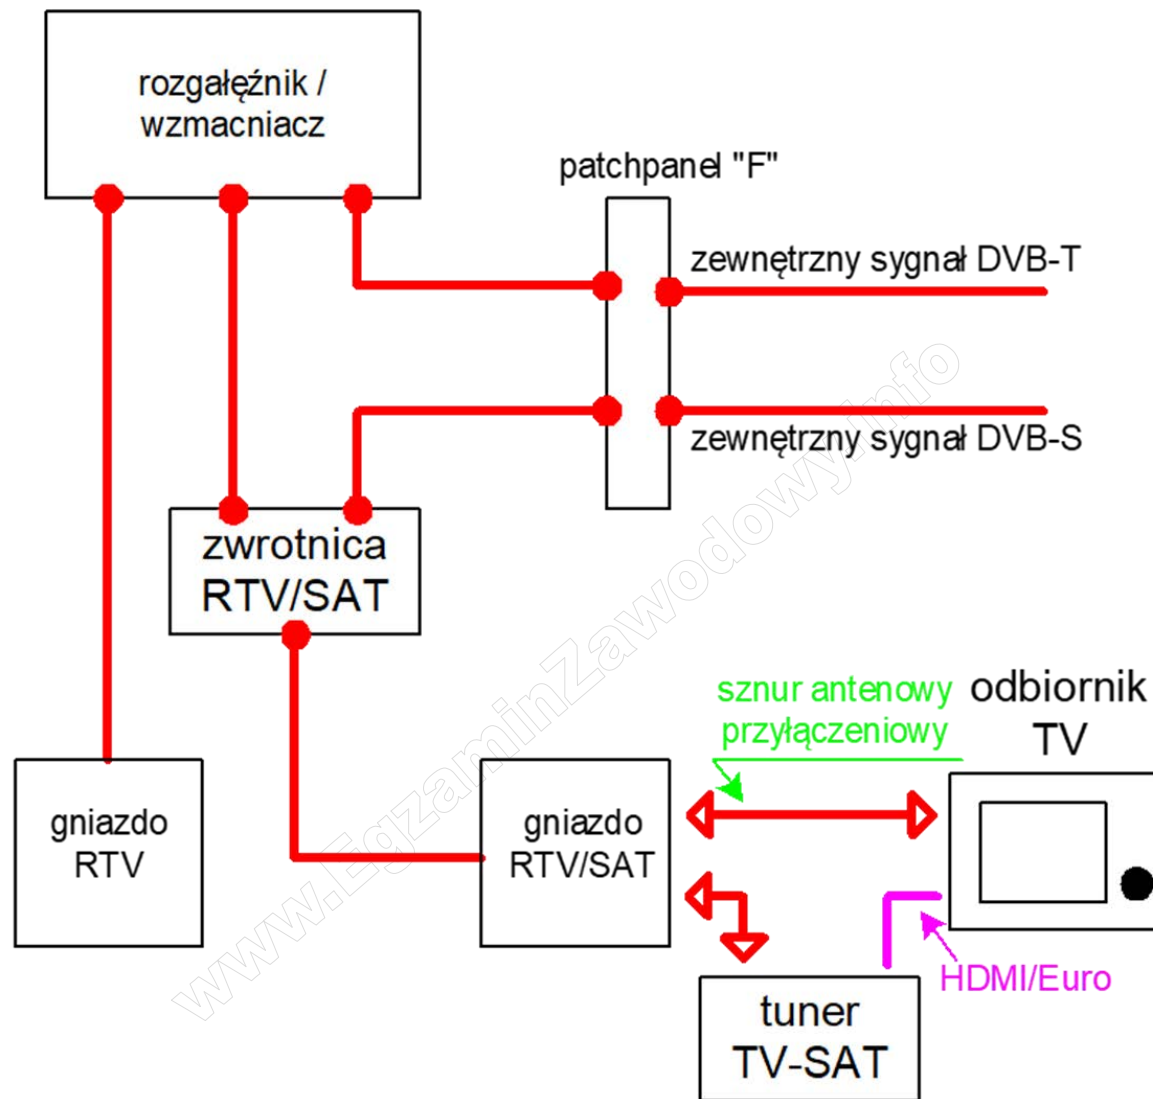 rozgałęźnik /
wzmacniacz
patchpanel "F"
zewnętrzny sygnał DVB-T
zewnętrzny sygnał DVB-S
zwrotnica
RTV/SAT
sznur antenowy
przyłączeniowy
odbiornik
TV
gniazdo
RTV
gniazdo
RTV/SAT
HDMI/Euro
tuner
TV-SAT
www.EgzaminZawodowy.info